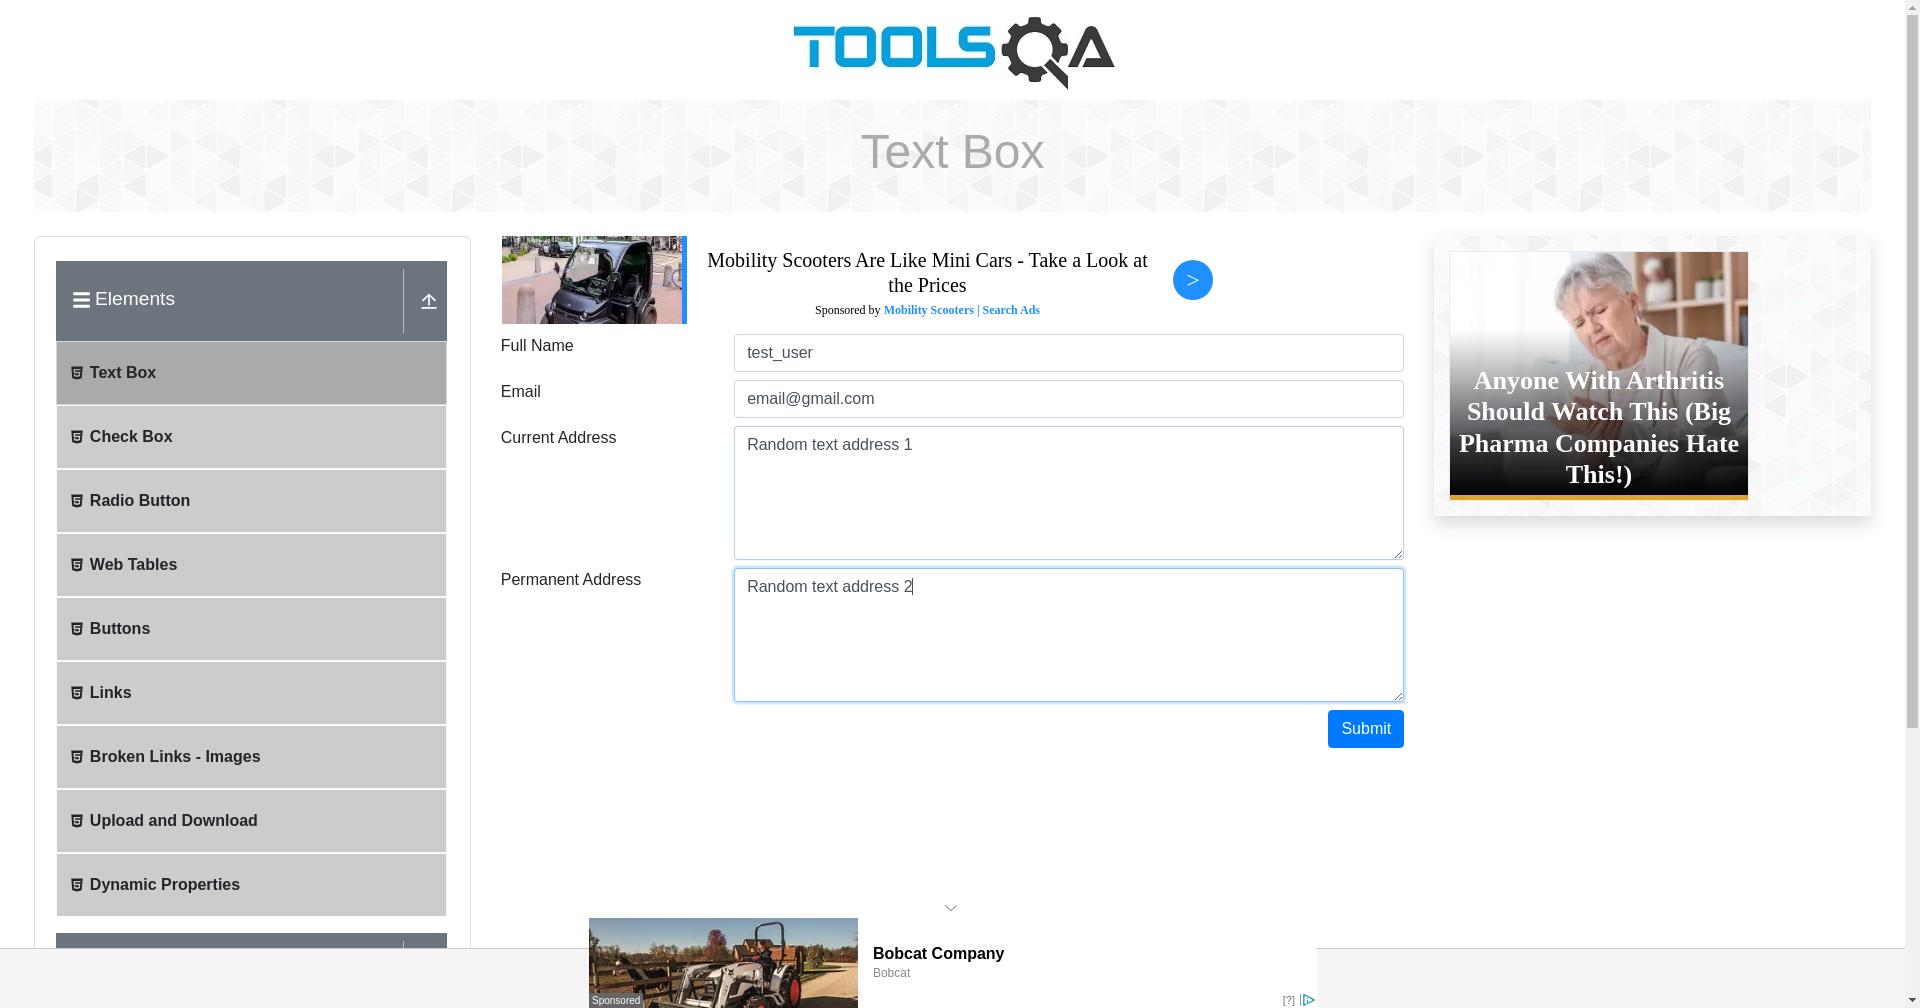 TOOLSQA
Text Box
Elements
Text Box
Check Box
Radio Button
Web Tables
Buttons
Links
Broken Links - Images
Upload and Download
Dynamic Properties
Mobility Scooters Are Like Mini Cars - Take a Look at
the Prices
Sponsored by Mobility Scooters | Search Ads
>
Full Name
test_user
Email
email@gmail.com
Current Address
Random text address 1
Permanent Address
Random text address 2
Submit
Anyone With Arthritis
Should Watch This (Big
Pharma Companies Hate
This!)
Bobcat Company
Bobcat
Sponsored
[?]